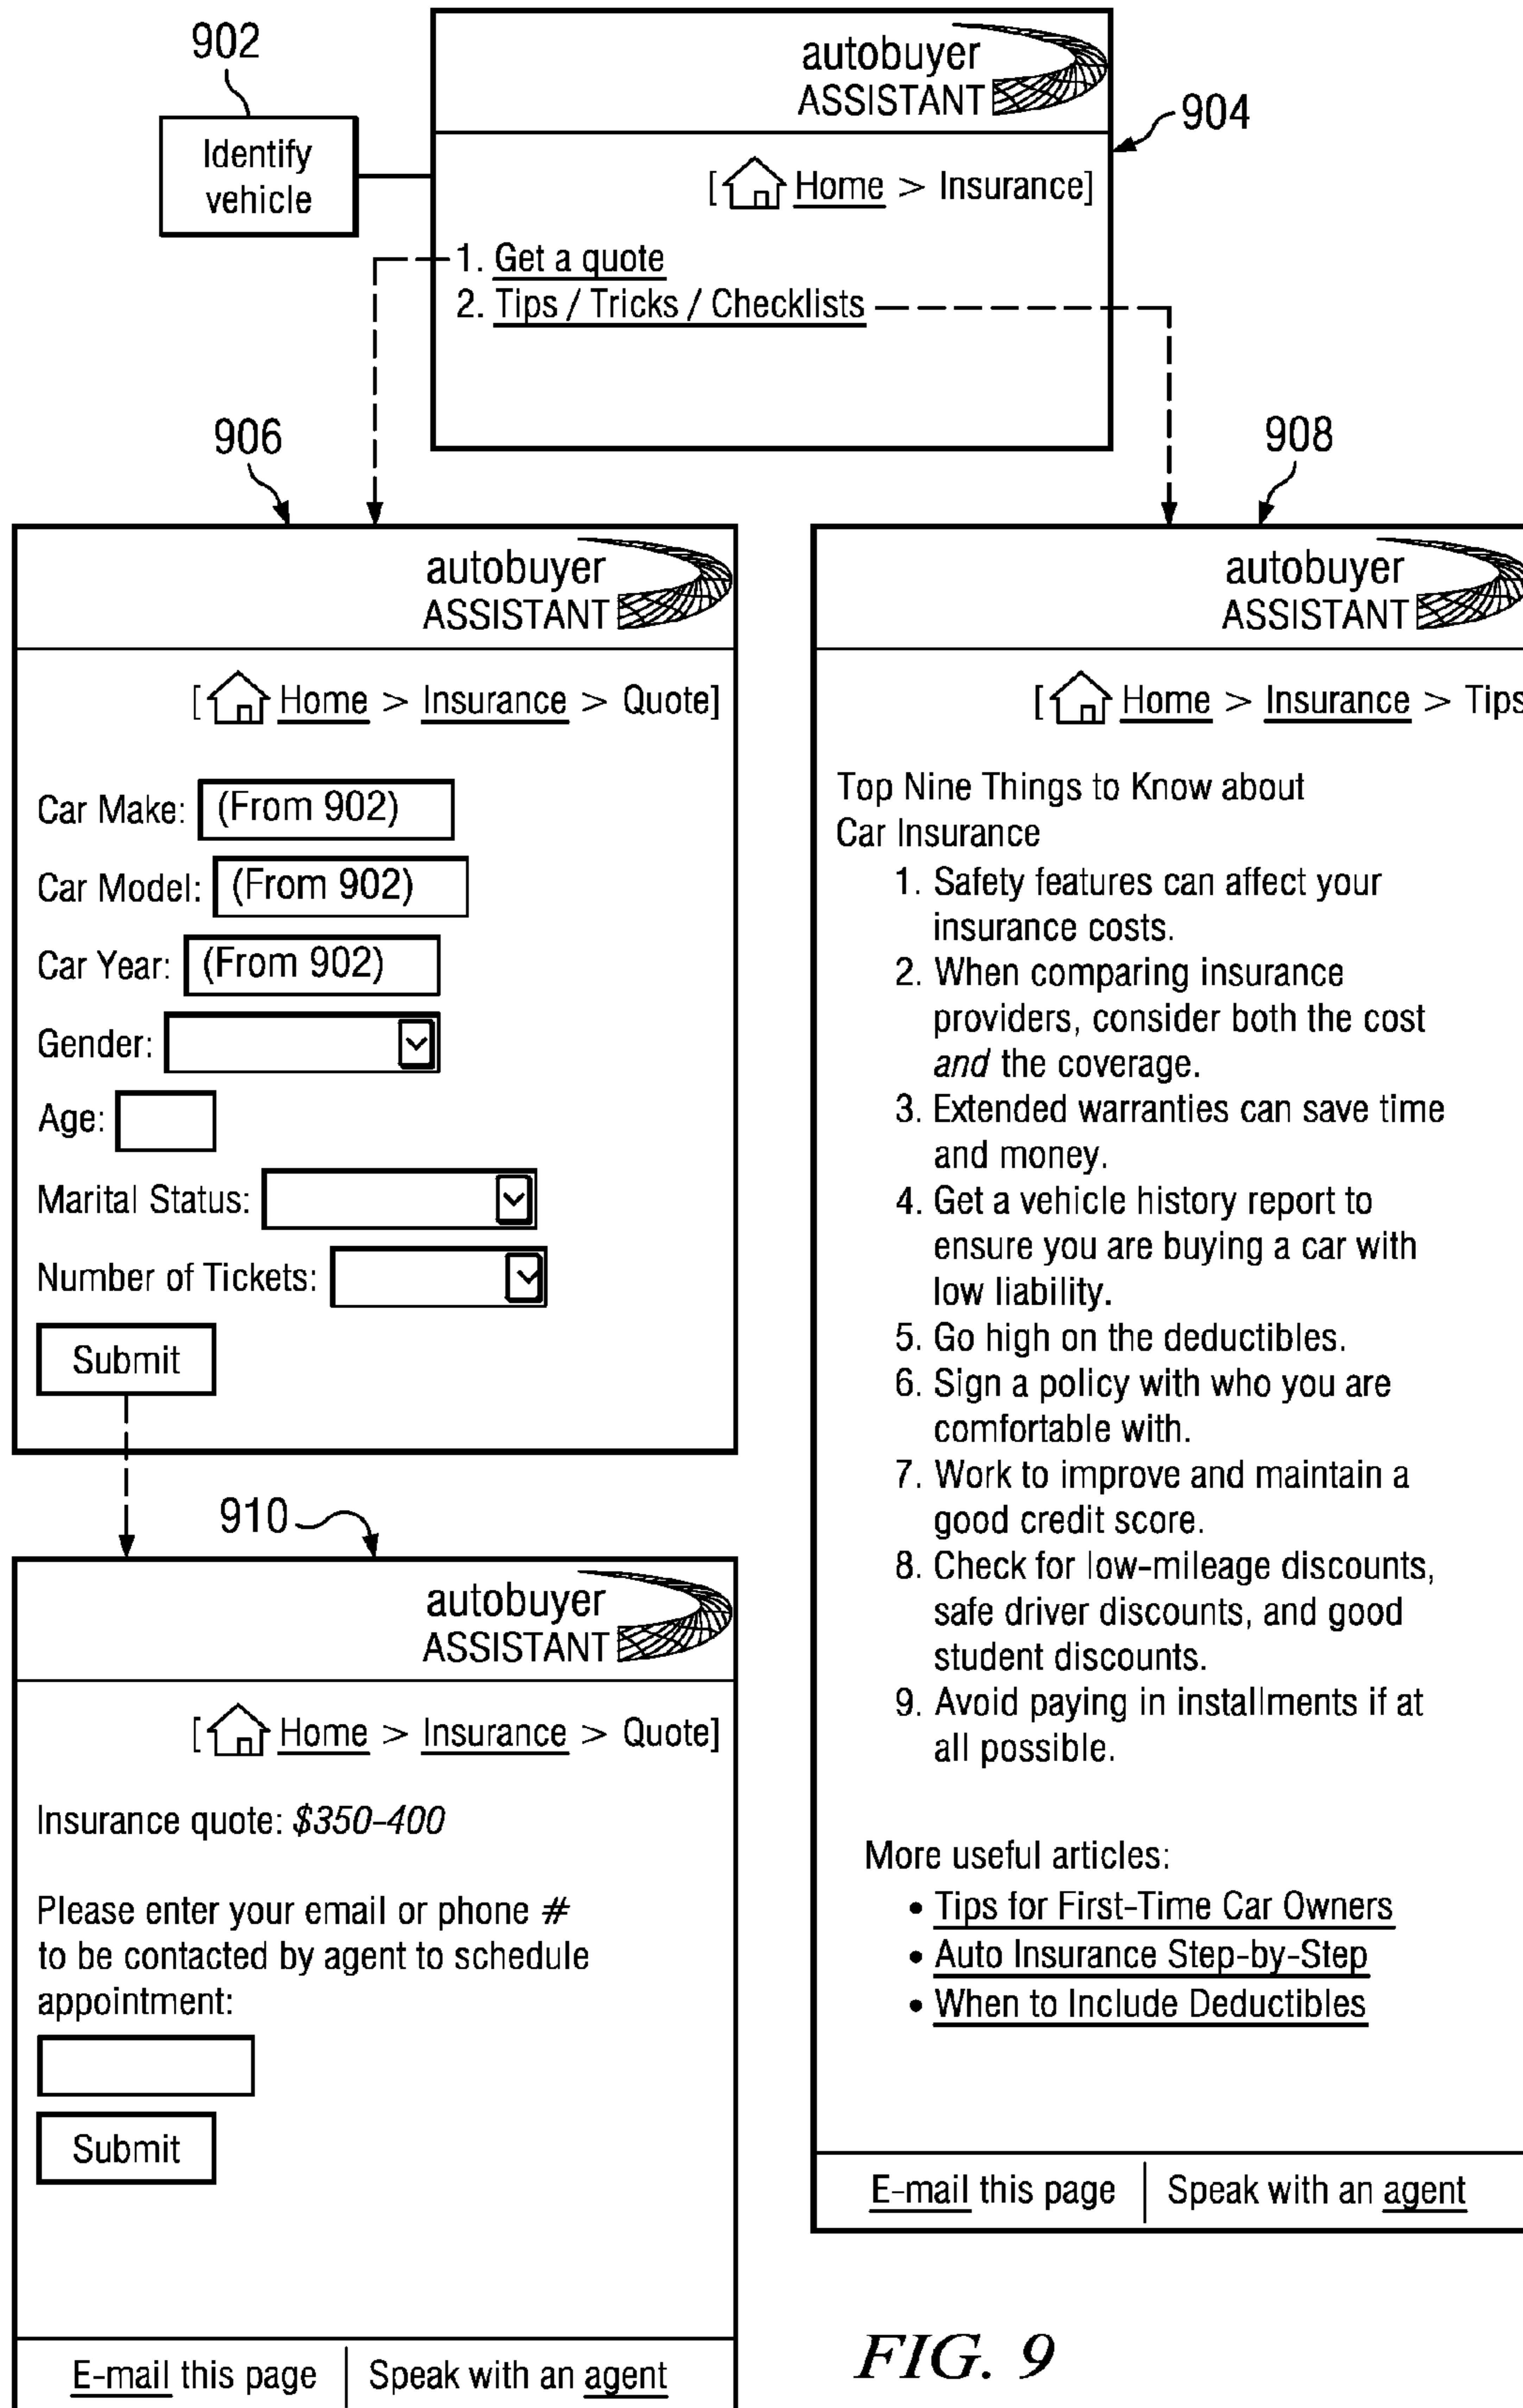 902
Identify
vehicle
autobuyer
ASSISTANT
904
[Home > Insurance]
1. Get a quote
2. Tips / Tricks / Checklists
906
autobuyer
ASSISTANT
[Home > Insurance > Quote]
Car Make: (From 902)
Car Model: (From 902)
Car Year: (From 902)
Gender:
Age:
Marital Status:
Number of Tickets:
Submit
910
autobuyer
ASSISTANT
[Home > Insurance > Quote]
Insurance quote: $350-400
Please enter your email or phone #
to be contacted by agent to schedule
appointment:
Submit
E-mail this page | Speak with an agent
908
autobuyer
ASSISTANT
[Home > Insurance > Tips
Top Nine Things to Know about
Car Insurance
1. Safety features can affect your
insurance costs.
2. When comparing insurance
providers, consider both the cost
and the coverage.
3. Extended warranties can save time
and money.
4. Get a vehicle history report to
ensure you are buying a car with
low liability.
5. Go high on the deductibles.
6. Sign a policy with who you are
comfortable with.
7. Work to improve and maintain a
good credit score.
8. Check for low-mileage discounts,
safe driver discounts, and good
student discounts.
9. Avoid paying in installments if at
all possible.
More useful articles:
• Tips for First-Time Car Owners
• Auto Insurance Step-by-Step
• When to Include Deductibles
E-mail this page | Speak with an agent
FIG. 9